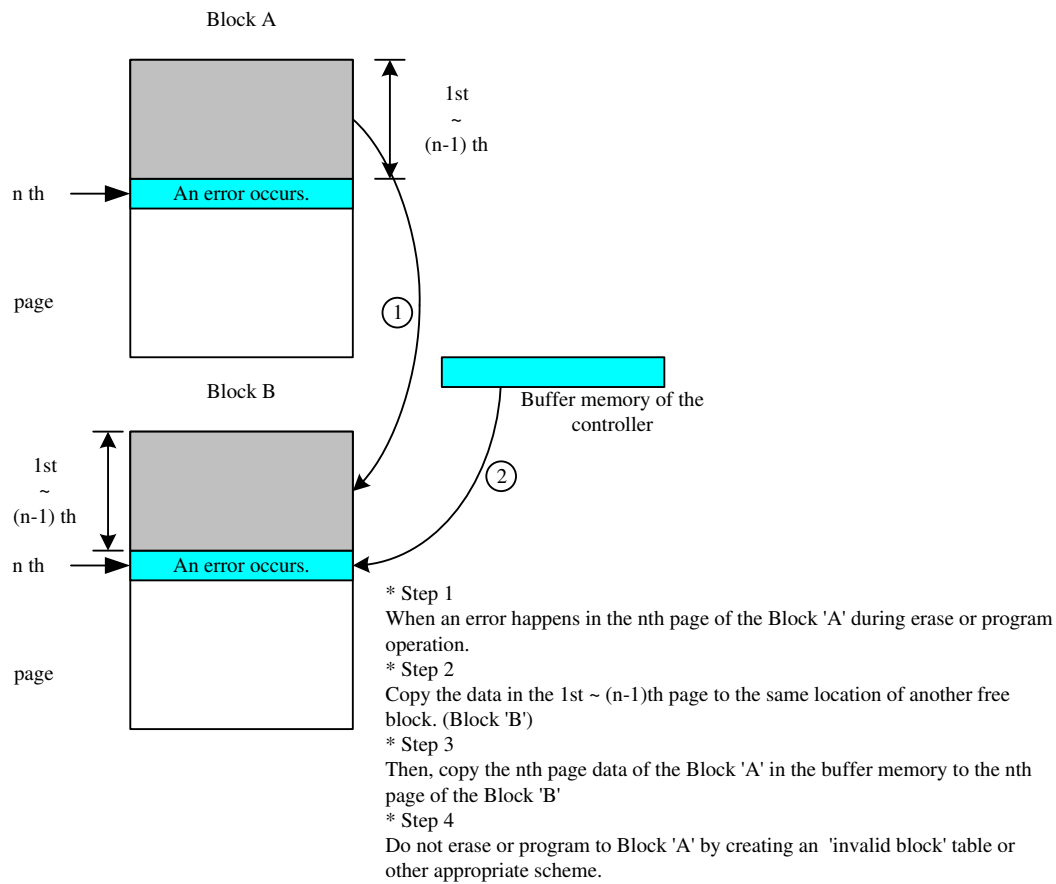 Block A
1st
~
(n-1) th
n th
An error occurs.
page
1
Block B
Buffer memory of the
controller
1st
~
(n-1) th
2
n th
An error occurs.
page
* Step 1
When an error happens in the nth page of the Block 'A' during erase or program
operation.
* Step 2
Copy the data in the 1st ~ (n-1)th page to the same location of another free
block. (Block 'B')
* Step 3
Then, copy the nth page data of the Block 'A' in the buffer memory to the nth
page of the Block 'B'
* Step 4
Do not erase or program to Block 'A' by creating an 'invalid block' table or
other appropriate scheme.